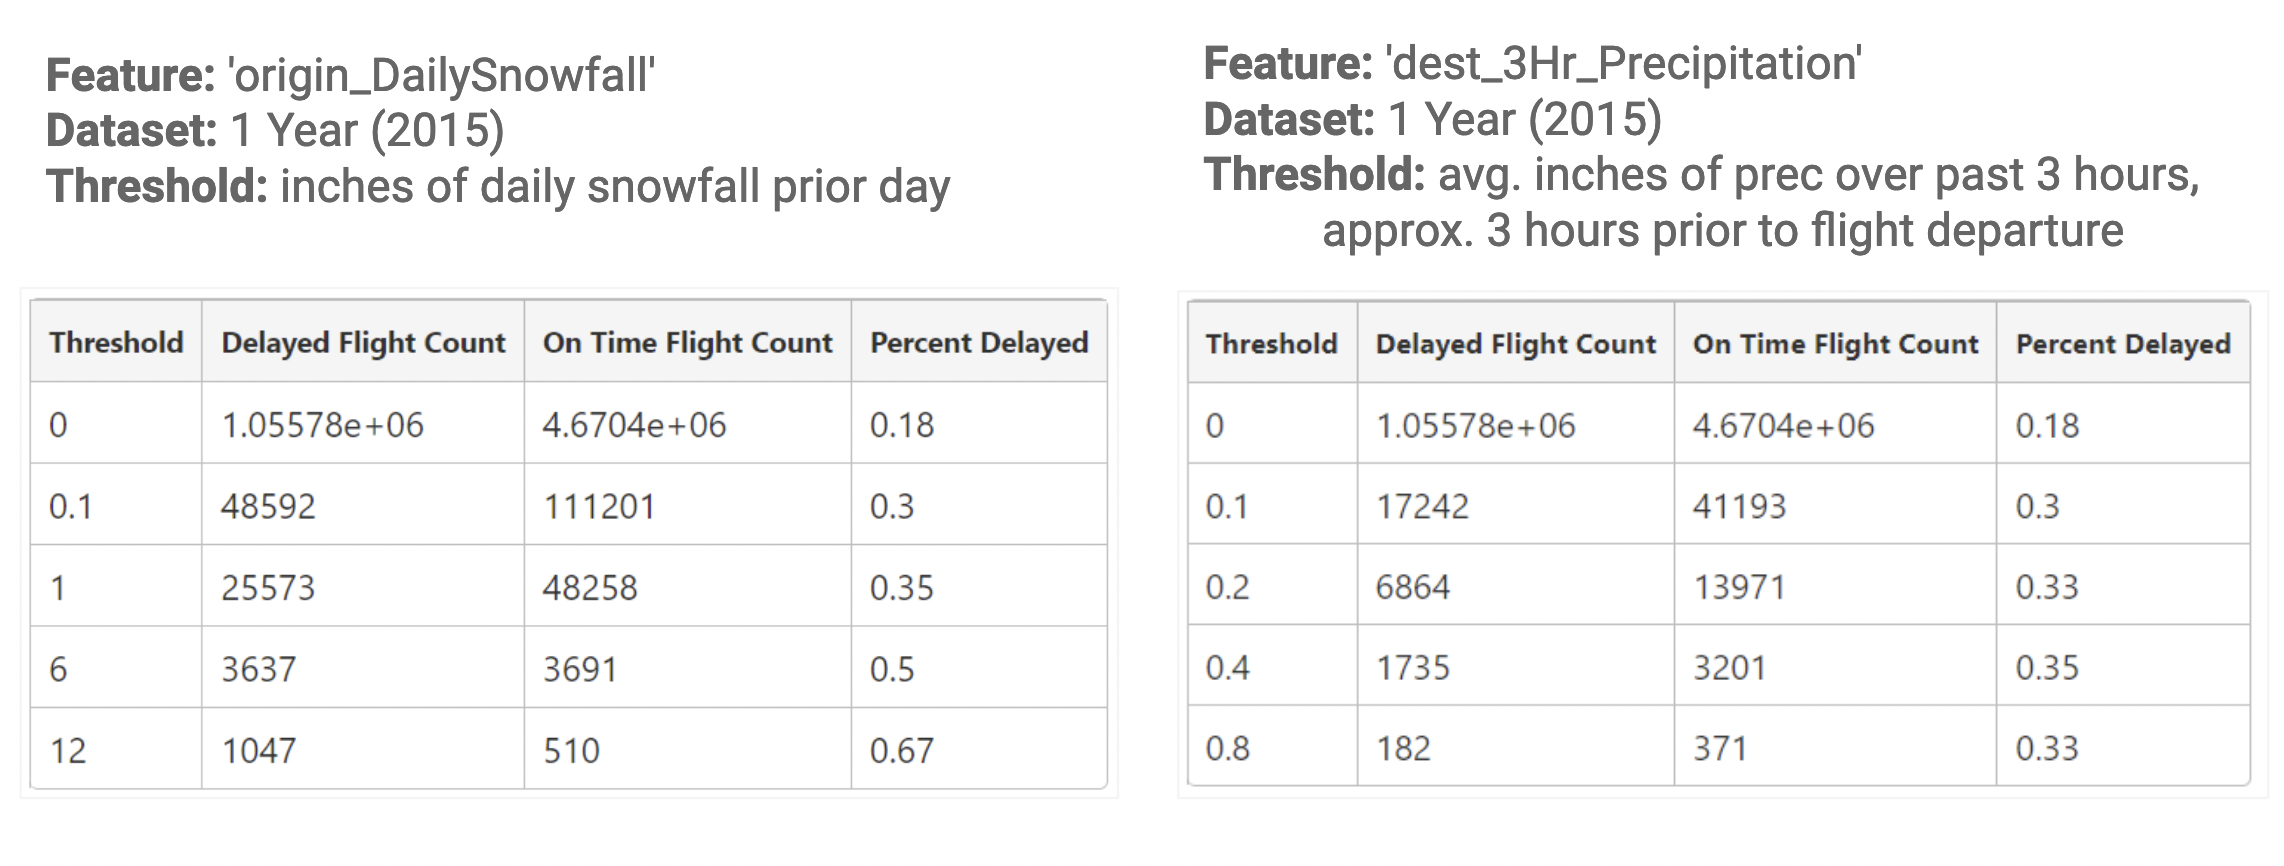 Feature: 'origin_DailySnowfall'
Dataset: 1 Year (2015)
Threshold: inches of daily snowfall prior day
Threshold Delayed Flight Count On Time Flight Count Percent Delayed
0 1.05578e+06 4.6704e+06 0.18
0.1 48592 111201 0.3
1 25573 48258 0.35
6 3637 3691 0.5
12 1047 510 0.67
Feature: 'dest_3Hr_Precipitation'
Dataset: 1 Year (2015)
Threshold: avg. inches of prec over past 3 hours,
approx. 3 hours prior to flight departure
Threshold Delayed Flight Count On Time Flight Count Percent Delayed
0 1.05578e+06 4.6704e+06 0.18
0.1 17242 41193 0.3
0.2 6864 13971 0.33
0.4 1735 3201 0.35
0.8 182 371 0.33